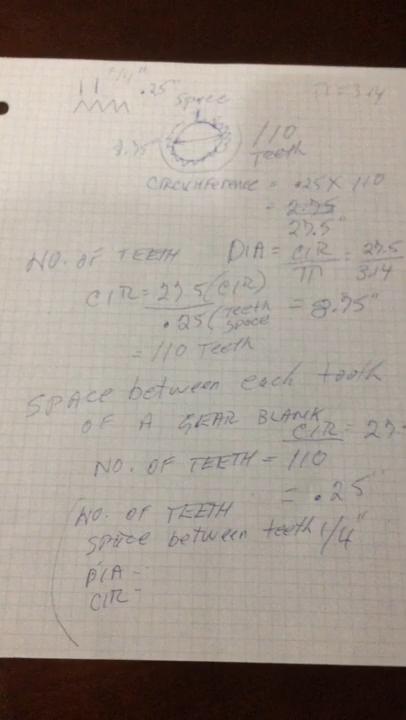 1/4" .25"
π = 3.14
Space
8.75"
110 Teeth
CIRCUMFERENCE = .25 X 110
= 2.75
27.5"
NO. OF TEETH DIA = CIR/π = 27.5/3.14
CIR = 27.5 (CIR)
.25 (Teeth Space = 8.75"
= 110 Teeth
SPACE between each tooth
OF A GEAR BLANK
CIR = 27.
NO. OF TEETH = 110
= .25
NO. OF TEETH
Space between teeth 1/4"
DIA -
CIR -